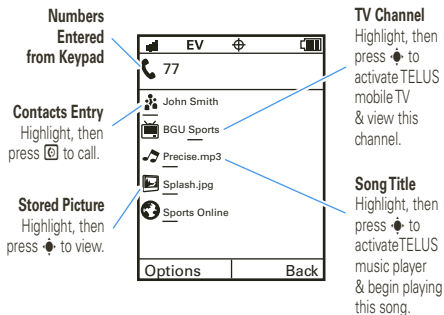 Numbers
Entered
from Keypad
Contacts Entry
Highlight, then
press to call.
Stored Picture
Highlight, then
press to view.
EV
77
John Smith
BGU Sports
Precise.mp3
Splash.jpg
Sports Online
Options Back
TV Channel
Highlight, then
press to
activate TELUS
mobile TV
& view this
channel.
Song Title
Highlight, then
press to
activate TELUS
music player
& begin playing
this song.